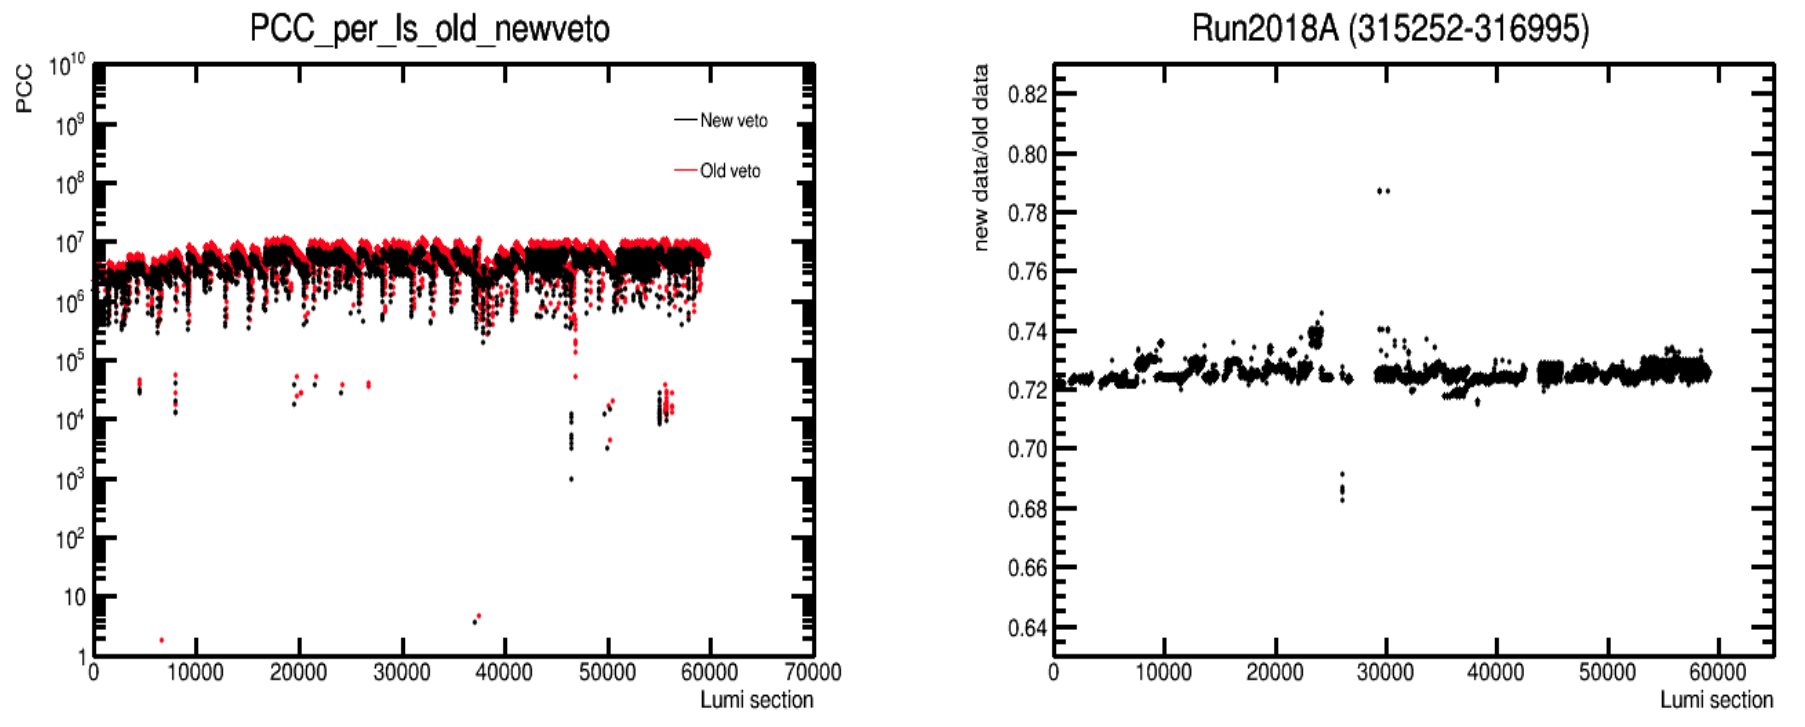 PCC_per_ls_old_newveto
PCC
10^10
10^9
10^8
10^7
10^6
10^5
10^4
10^3
10^2
10
1
New veto
Old veto
0 10000 20000 30000 40000 50000 60000 70000
Lumi section
Run2018A (315252-316995)
new data/old data
0.82
0.80
0.78
0.76
0.74
0.72
0.70
0.68
0.66
0.64
0 10000 20000 30000 40000 50000 60000
Lumi section